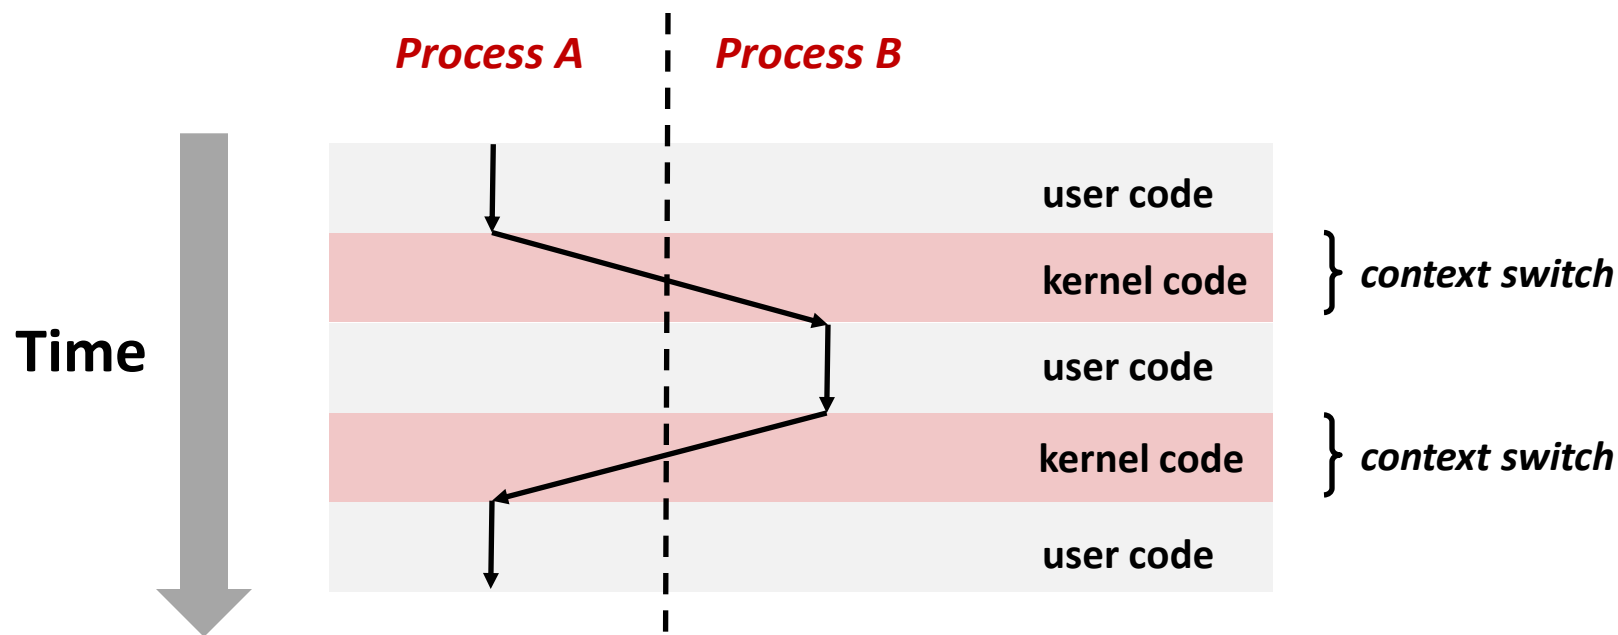 Process A
Process B
user code
kernel code
context switch
Time
user code
kernel code
context switch
user code